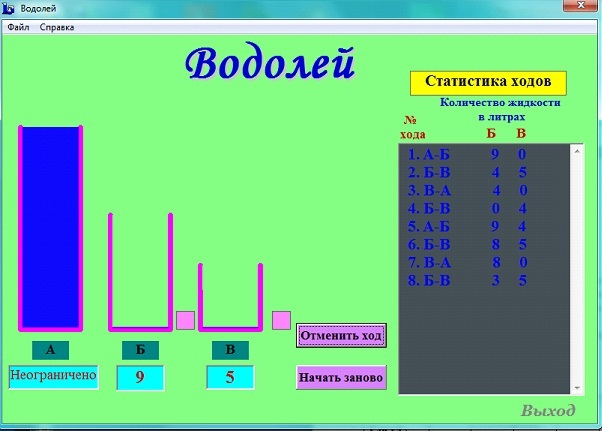 Водолей
Файл Справка
Водолей
Статистика ходов
Количество жидкости
в литрах
№
хода
Б В
1. А-Б 9 0
2. Б-В 4 5
3. В-А 4 0
4. Б-В 0 4
5. А-Б 9 4
6. Б-В 8 5
7. В-А 8 0
8. Б-В 3 5
Отменить ход
А Б В
Неограничено 9 5
Начать заново
Выход